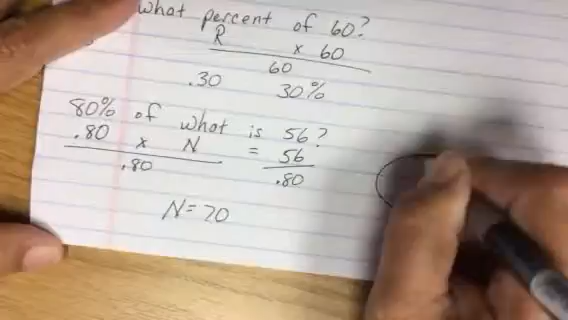 what percent of 60?
R x 60
60
.30 30%
80% of what is 56?
.80 x N = 56
.80 .80
N=70